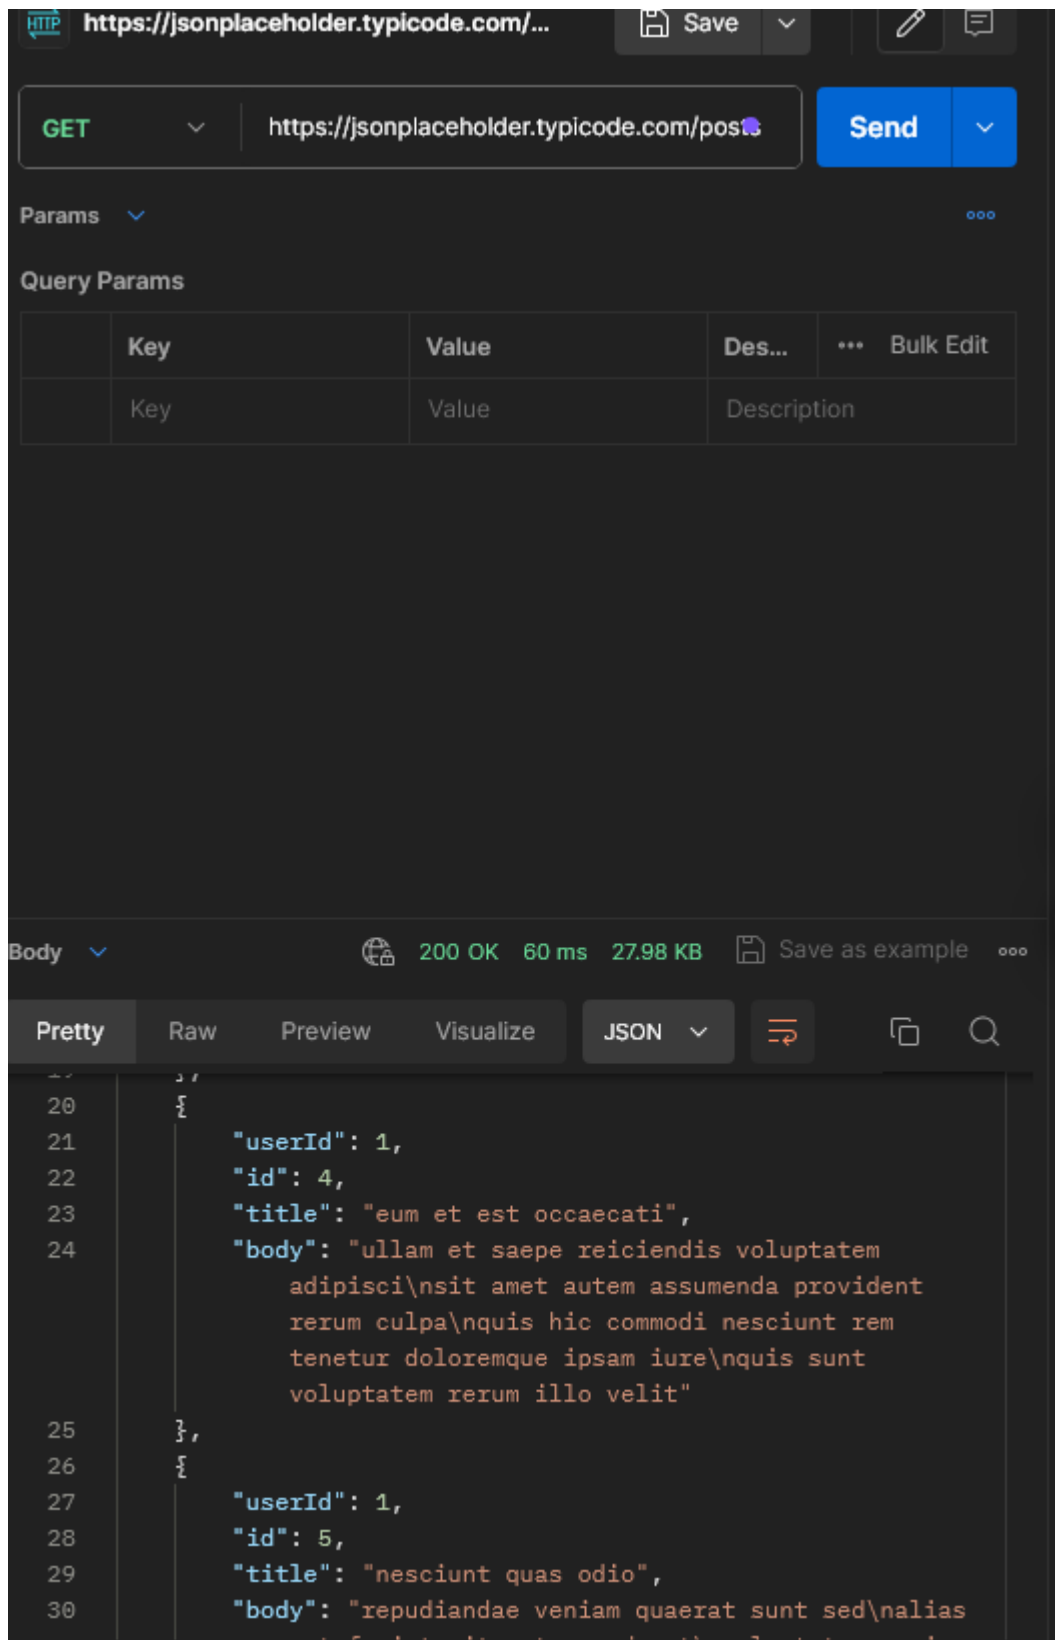 HTTP https://jsonplaceholder.typicode.com/... Save
GET https://jsonplaceholder.typicode.com/posts Send
Params
Query Params
Key Value Des... Bulk Edit
Key Value Description
Body 200 OK 60 ms 27.98 KB Save as example
Pretty Raw Preview Visualize JSON
20 {
21 "userId": 1,
22 "id": 4,
23 "title": "eum et est occaecati",
24 "body": "ullam et saepe reiciendis voluptatem
adipisci\nsit amet autem assumenda provident
rerum culpa\nquis hic commodi nesciunt rem
tenetur doloremque ipsam iure\nquis sunt
voluptatem rerum illo velit"
25 },
26 {
27 "userId": 1,
28 "id": 5,
29 "title": "nesciunt quas odio",
30 "body": "repudiandae veniam quaerat sunt sed\nalias